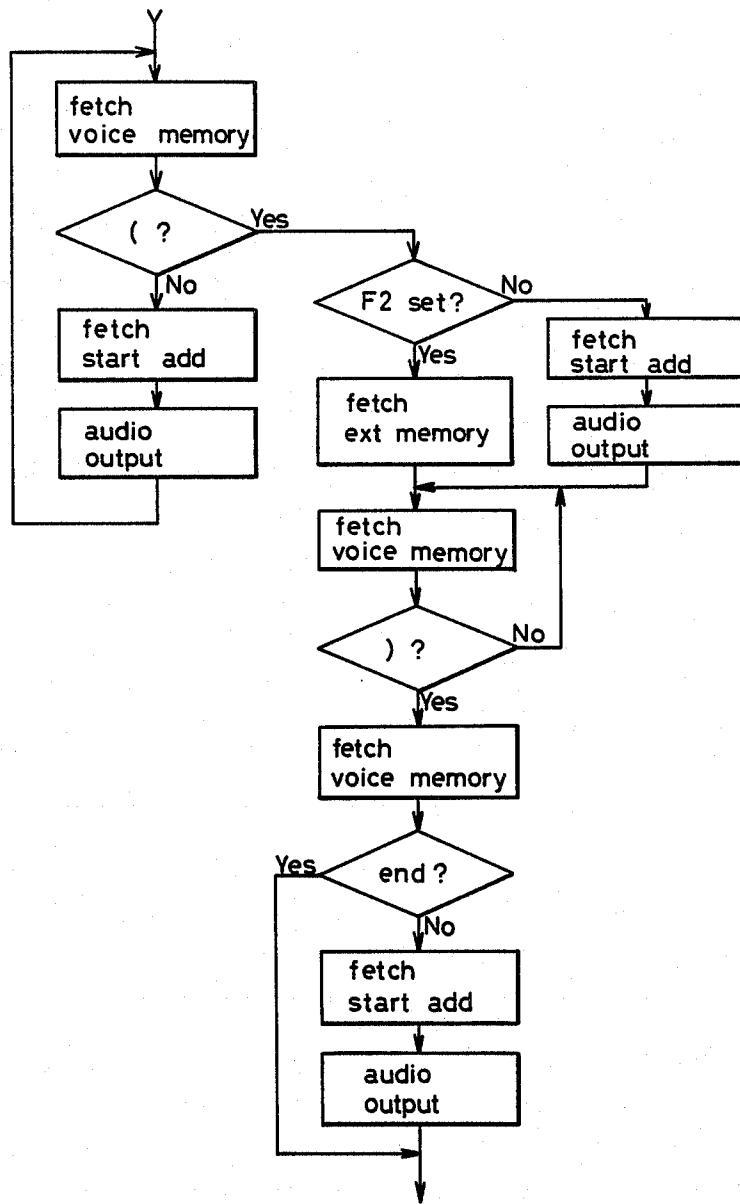 Y
fetch
voice memory
( ?
Yes
No
fetch
start add
audio
output
F2 set?
No
Yes
fetch
start add
audio
output
fetch
ext memory
fetch
voice memory
) ?
No
Yes
fetch
voice memory
end?
Yes
No
fetch
start add
audio
output